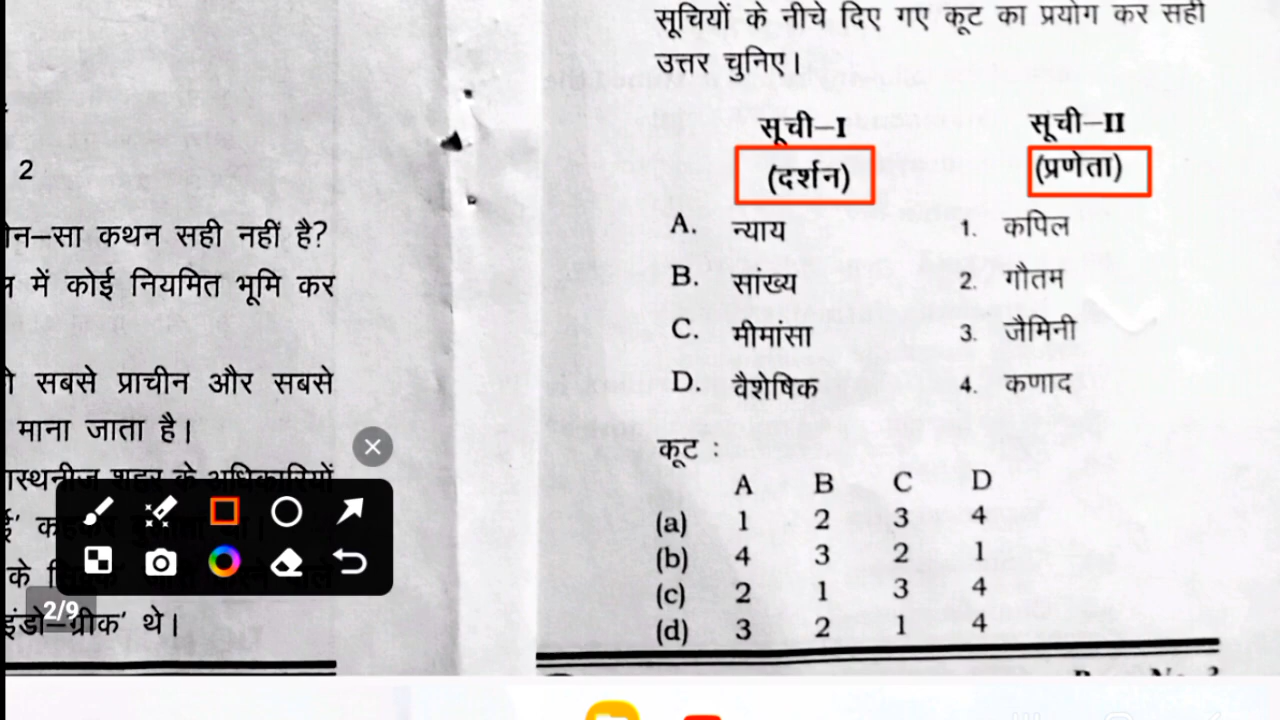 2
कथन सही नहीं है?
में कोई नियमित भूमि कर
सबसे प्राचीन और सबसे
माना जाता है।
शहर के अधिकारियों
के
2/9
इंडो–ग्रीक' थे।
सूचियों के नीचे दिए गए कूट का प्रयोग कर सही
उत्तर चुनिए।
सूची–I सूची–II
(दर्शन) (प्रणेता)
A. न्याय 1. कपिल
B. सांख्य 2. गौतम
C. मीमांसा 3. जैमिनी
D. वैशेषिक 4. कणाद
कूट :
A B C D
(a) 1 2 3 4
(b) 4 3 2 1
(c) 2 1 3 4
(d) 3 2 1 4